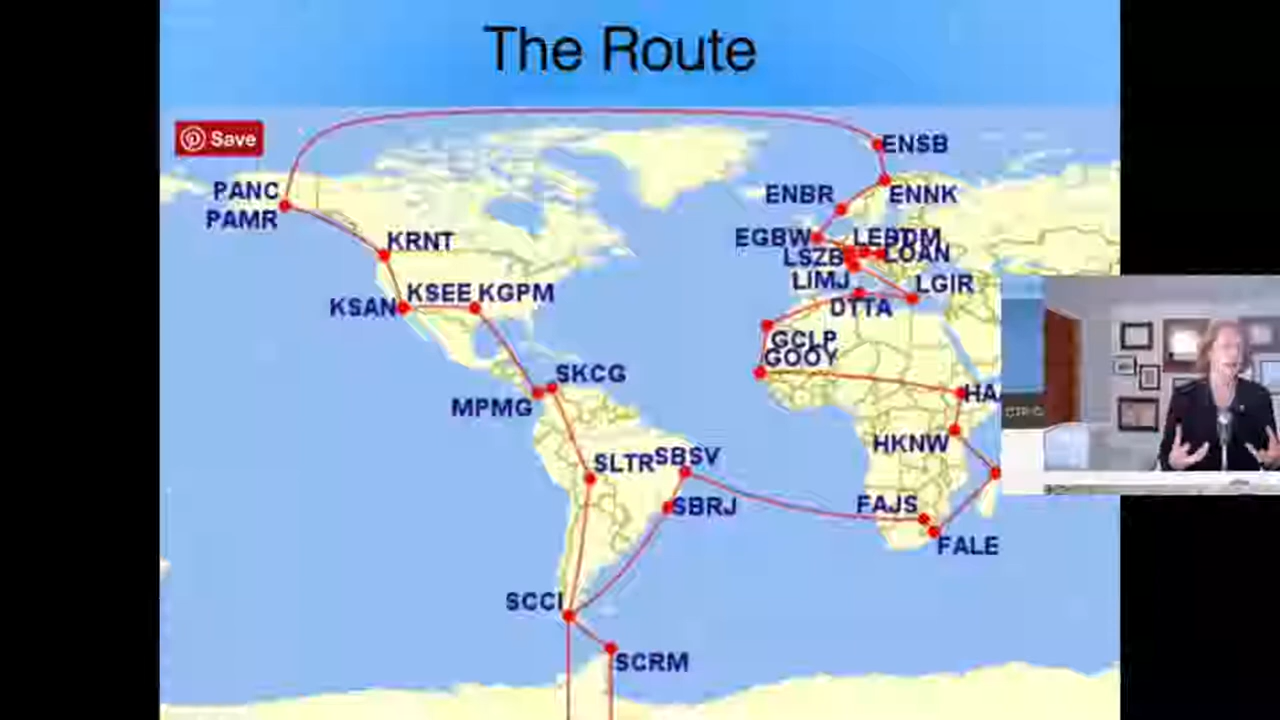 The Route
Save
ENSB
PANC
ENBR
ENNK
PAMR
KRNT
EGBW
LOAN
LSZB
LIMJ
LGIR
KSAN
KSEE
KGPM
DTTA
GCLP
GOOY
SKCG
MPMG
HA
HKNW
SLTR
SBSV
SBRJ
FAJS
FALE
SCCI
SCRM